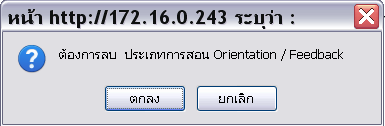 หน้า http://172.16.0.243 ระบุว่า :
ต้องการลบ ประเภทการสอน Orientation / Feedback
ตกลง ยกเลิก